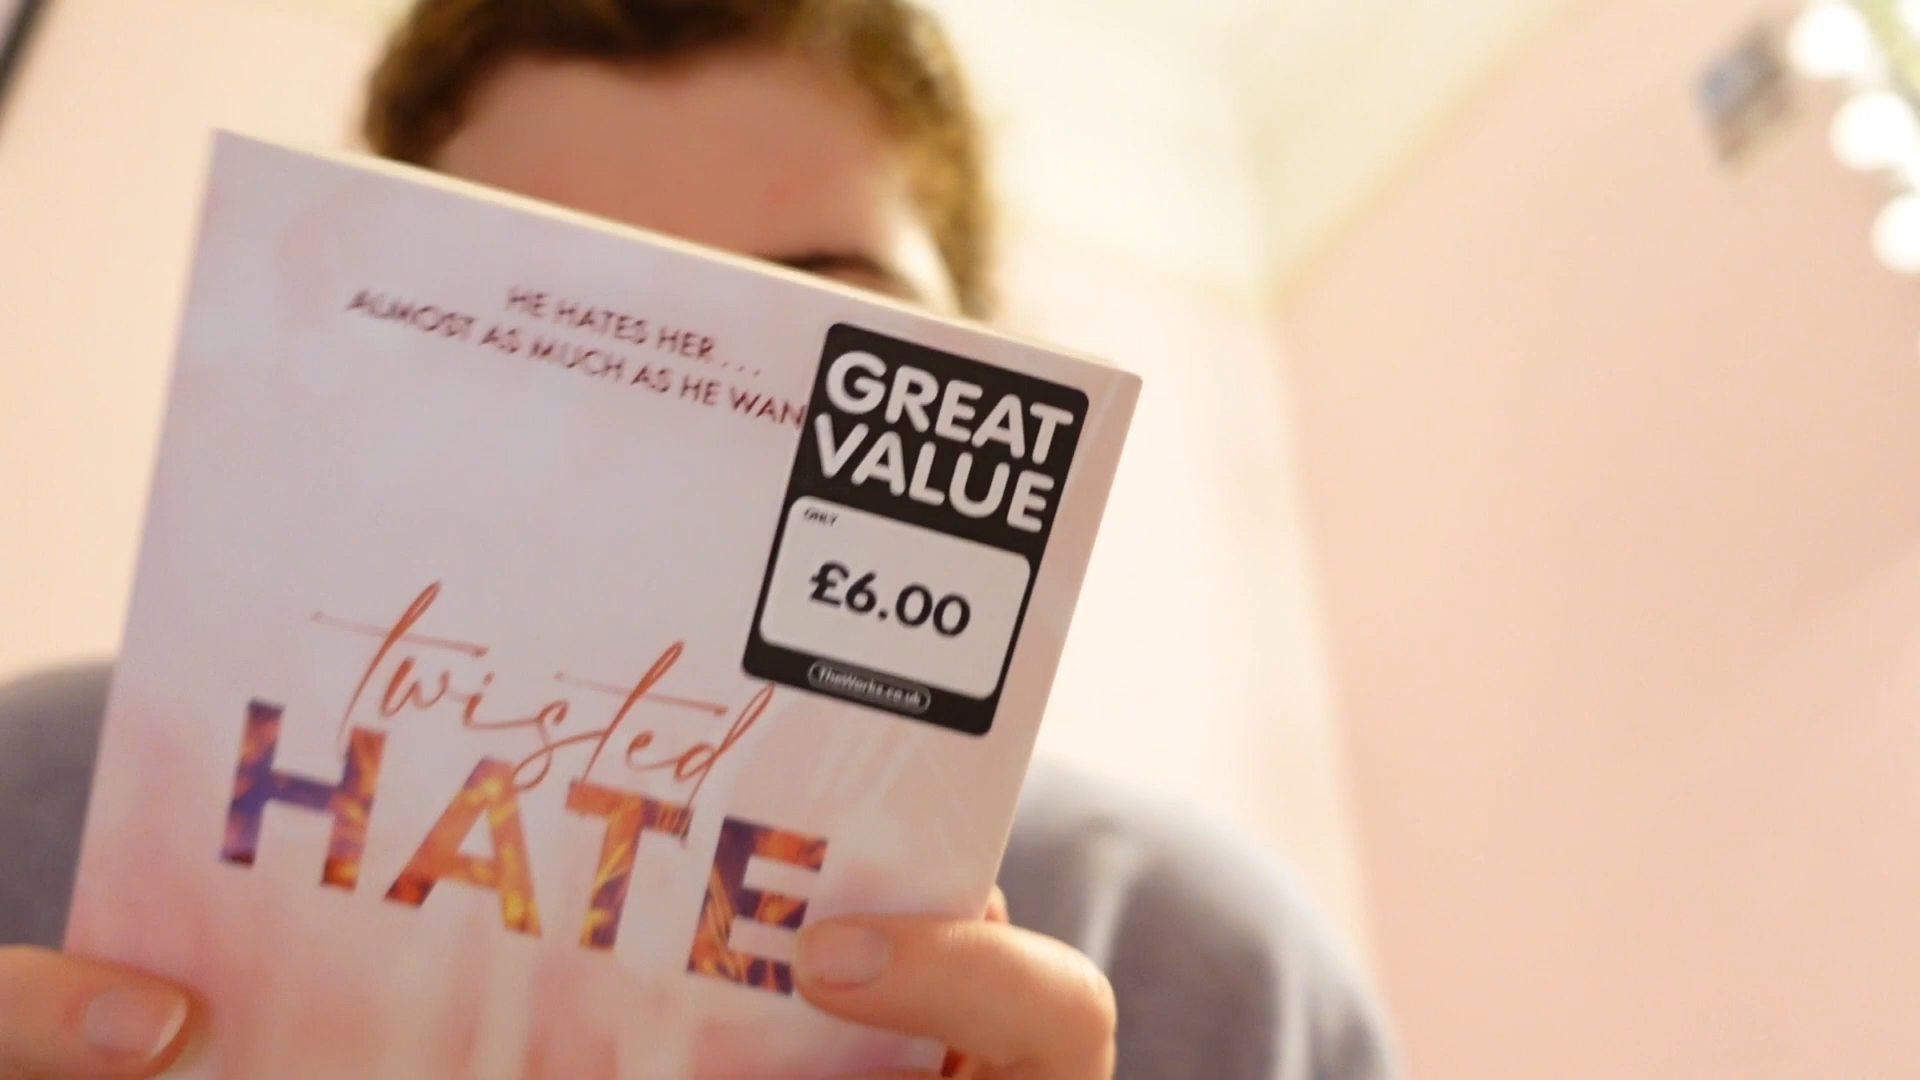 HE HATES HER...
ALMOST AS MUCH AS HE WAN
GREAT
VALUE
ONLY
£6.00
TheWorks.co.uk
twisted
HATE